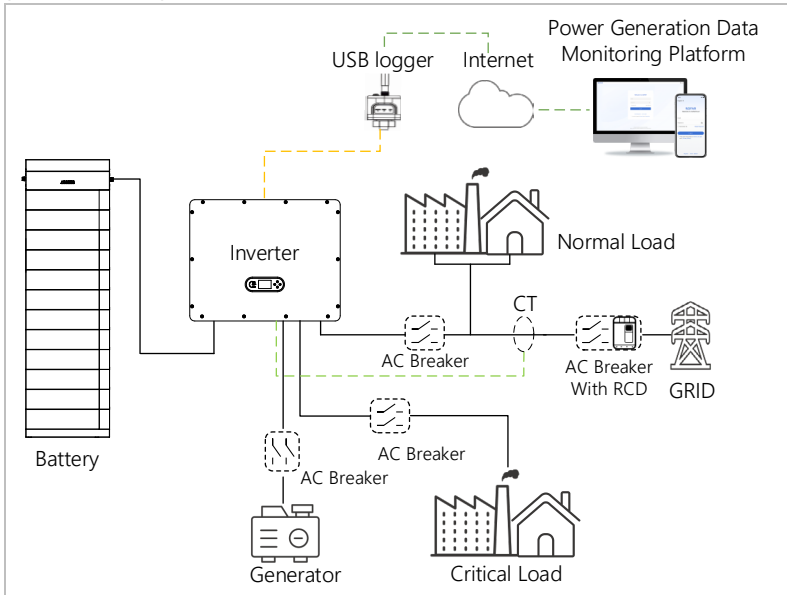 Power Generation Data
Monitoring Platform
USB logger
Internet
Inverter
Normal Load
CT
AC Breaker
AC Breaker
With RCD
GRID
Battery
AC Breaker
AC Breaker
Generator
Critical Load